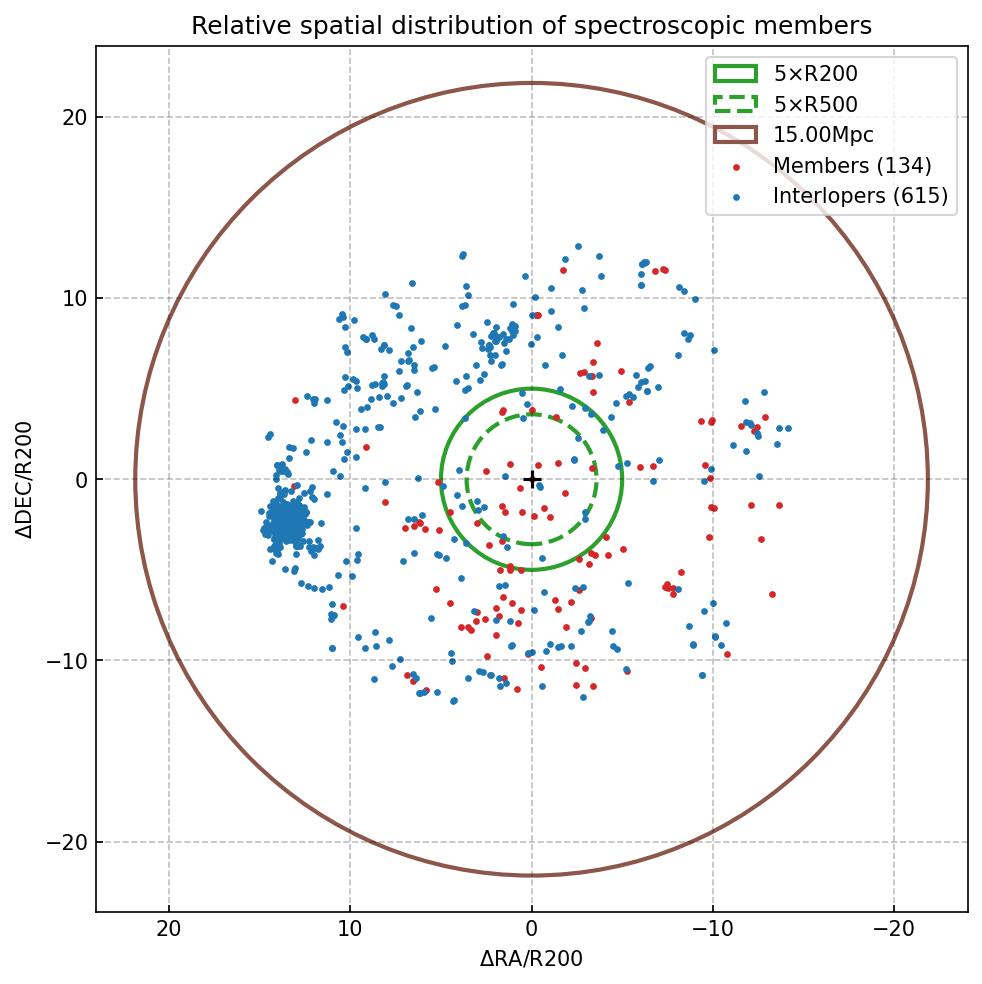 Relative spatial distribution of spectroscopic members
5×R200
5×R500
15.00Mpc
Members (134)
Interlopers (615)
20
10
0
−10
−20
ΔDEC/R200
20
10
0
−10
−20
ΔRA/R200